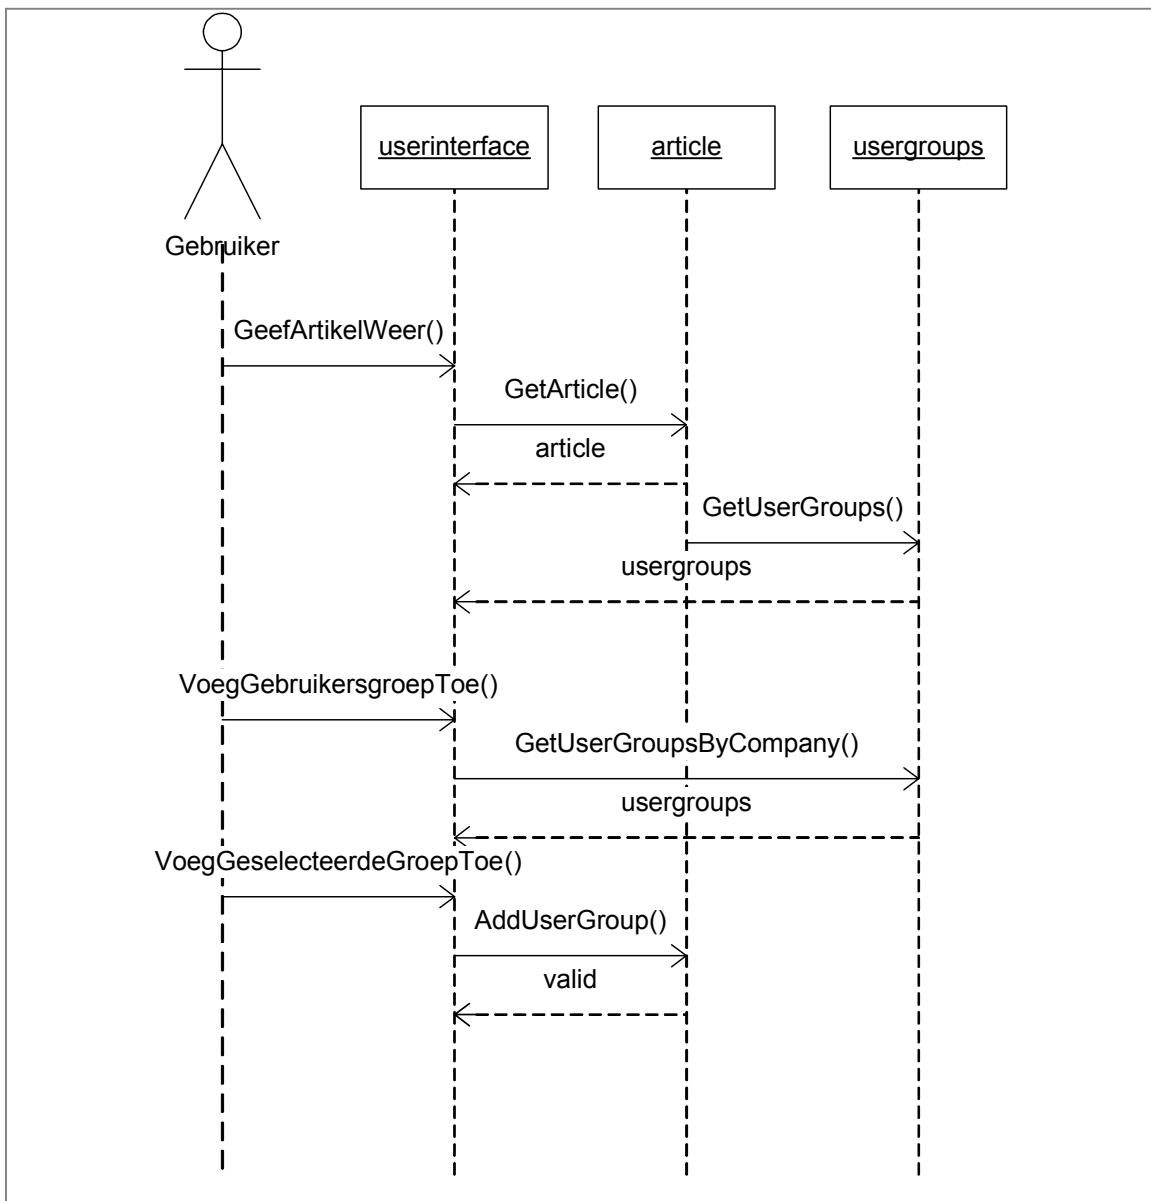 userinterface
article
usergroups
Gebruiker
GeefArtikelWeer()
GetArticle()
article
GetUserGroups()
usergroups
VoegGebruikersgroepToe()
GetUserGroupsByCompany()
usergroups
VoegGeselecteerdeGroepToe()
AddUserGroup()
valid